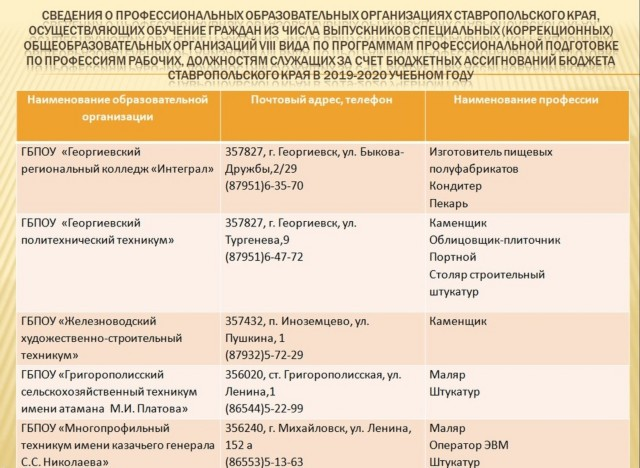 СВЕДЕНИЯ О ПРОФЕССИОНАЛЬНЫХ ОБРАЗОВАТЕЛЬНЫХ ОРГАНИЗАЦИЯХ СТАВРОПОЛЬСКОГО КРАЯ,
ОСУЩЕСТВЛЯЮЩИХ ОБУЧЕНИЕ ГРАЖДАН ИЗ ЧИСЛА ВЫПУСКНИКОВ СПЕЦИАЛЬНЫХ (КОРРЕКЦИОННЫХ)
ОБЩЕОБРАЗОВАТЕЛЬНЫХ ОРГАНИЗАЦИЙ VIII ВИДА ПО ПРОГРАММАМ ПРОФЕССИОНАЛЬНОЙ ПОДГОТОВКЕ
ПО ПРОФЕССИЯМ РАБОЧИХ, ДОЛЖНОСТЯМ СЛУЖАЩИХ ЗА СЧЕТ БЮДЖЕТНЫХ АССИГНОВАНИЙ БЮДЖЕТА
СТАВРОПОЛЬСКОГО КРАЯ В 2019-2020 УЧЕБНОМ ГОДУ
Наименование образовательной
организации
Почтовый адрес, телефон
Наименование профессии
ГБПОУ «Георгиевский
региональный колледж «Интеграл»
357827, г. Георгиевск, ул. Быкова-
Дружбы,2/29
(87951)6-35-70
Изготовитель пищевых
полуфабрикатов
Кондитер
Пекарь
ГБПОУ «Георгиевский
политехнический техникум»
357827, г. Георгиевск, ул.
Тургенева,9
(87951)6-47-72
Каменщик
Облицовщик-плиточник
Портной
Столяр строительный
штукатур
ГБПОУ «Железноводский
художественно-строительный
техникум»
357432, п. Иноземцево, ул.
Пушкина, 1
(87932)5-72-29
Каменщик
ГБПОУ «Григорополисский
сельскохозяйственный техникум
имени атамана М.И. Платова»
356020, ст. Григорополисская, ул.
Ленина,1
(86544)5-22-99
Маляр
Штукатур
ГБПОУ «Многопрофильный
техникум имени казачьего генерала
С.С. Николаева»
356240, г. Михайловск, ул. Ленина,
152 а
(86553)5-13-63
Маляр
Оператор ЭВМ
Штукатур